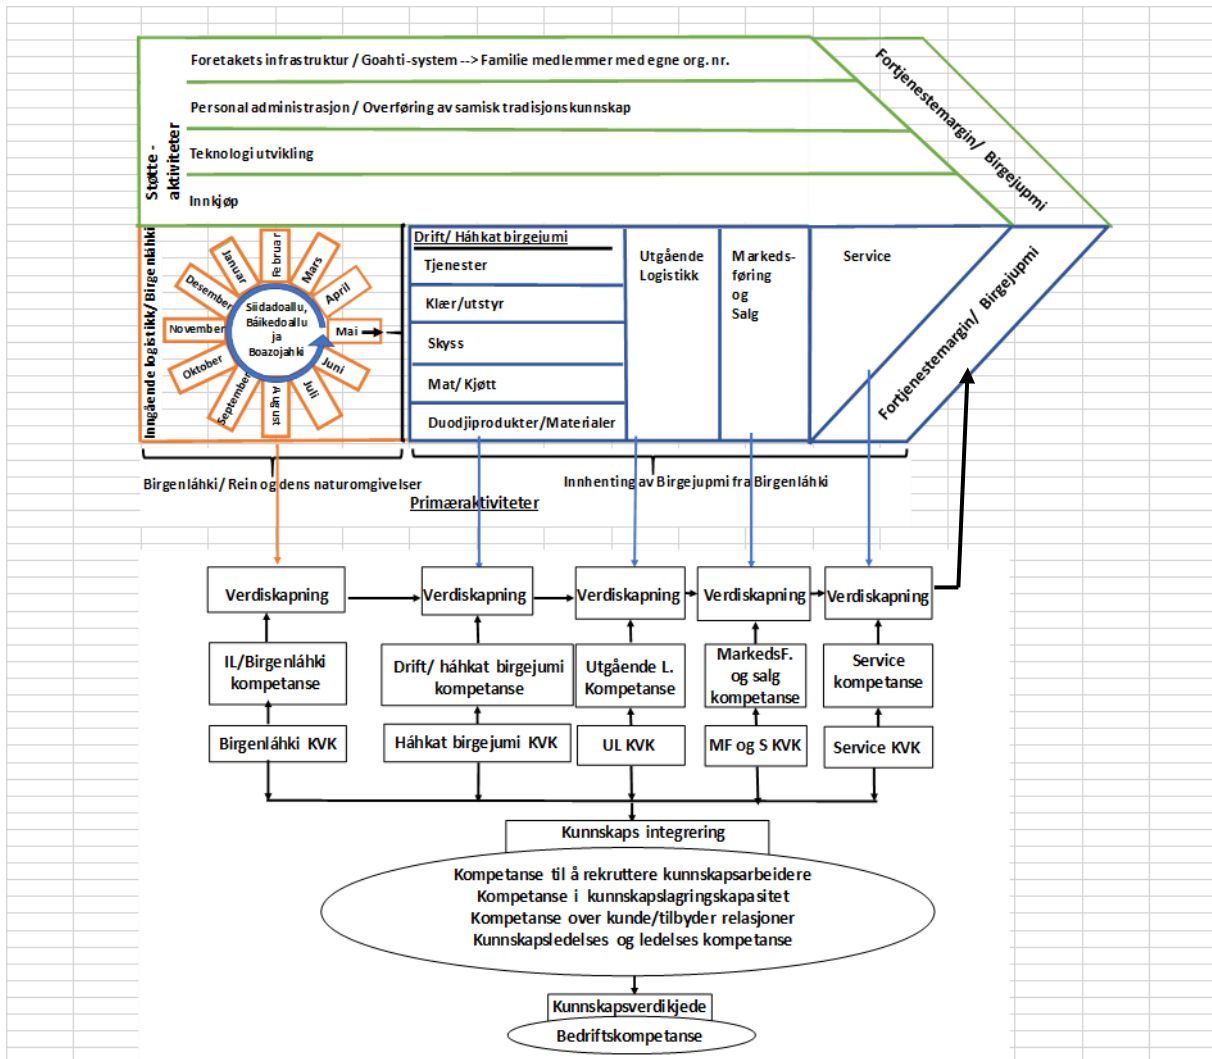 Foretakets infrastruktur / Goahti-system --> Familie medlemmer med egne org. nr.
Personal administrasjon / Overføring av samisk tradisjonskunnskap
Teknologi utvikling
Innkjøp
Støtte -
aktiviteter
Fortjenestemargin/ Birgejupmi
Inngående logistikk/ Birgenláhki
Januar
Februar
Mars
April
Mai
Juni
Juli
August
September
Oktober
November
Desember
Siidadoallu,
Báikedoallu
ja
Boazojahki
Drift/ Háhkat birgejumi
Tjenester
Klær/utstyr
Skyss
Mat/ Kjøtt
Duodjiprodukter/Materialer
Utgående
Logistikk
Markeds-
føring
og
Salg
Service
Fortjenestemargin/ Birgejupmi
Birgenláhki/ Rein og dens naturomgivelser
Innhenting av Birgejupmi fra Birgenláhki
Primæraktiviteter
Verdiskapning
Verdiskapning
Verdiskapning
Verdiskapning
Verdiskapning
IL/Birgenláhki
kompetanse
Drift/ háhkat birgejumi
kompetanse
Utgående L.
Kompetanse
MarkedsF.
og salg
kompetanse
Service
kompetanse
Birgenláhki KVK
Háhkat birgejumi KVK
UL KVK
MF og S KVK
Service KVK
Kunnskaps integrering
Kompetanse til å rekruttere kunnskapsarbeidere
Kompetanse i kunnskapslagringskapasitet
Kompetanse over kunde/tilbyder relasjoner
Kunnskapsledelses og ledelses kompetanse
Kunnskapsverdikjede
Bedriftskompetanse